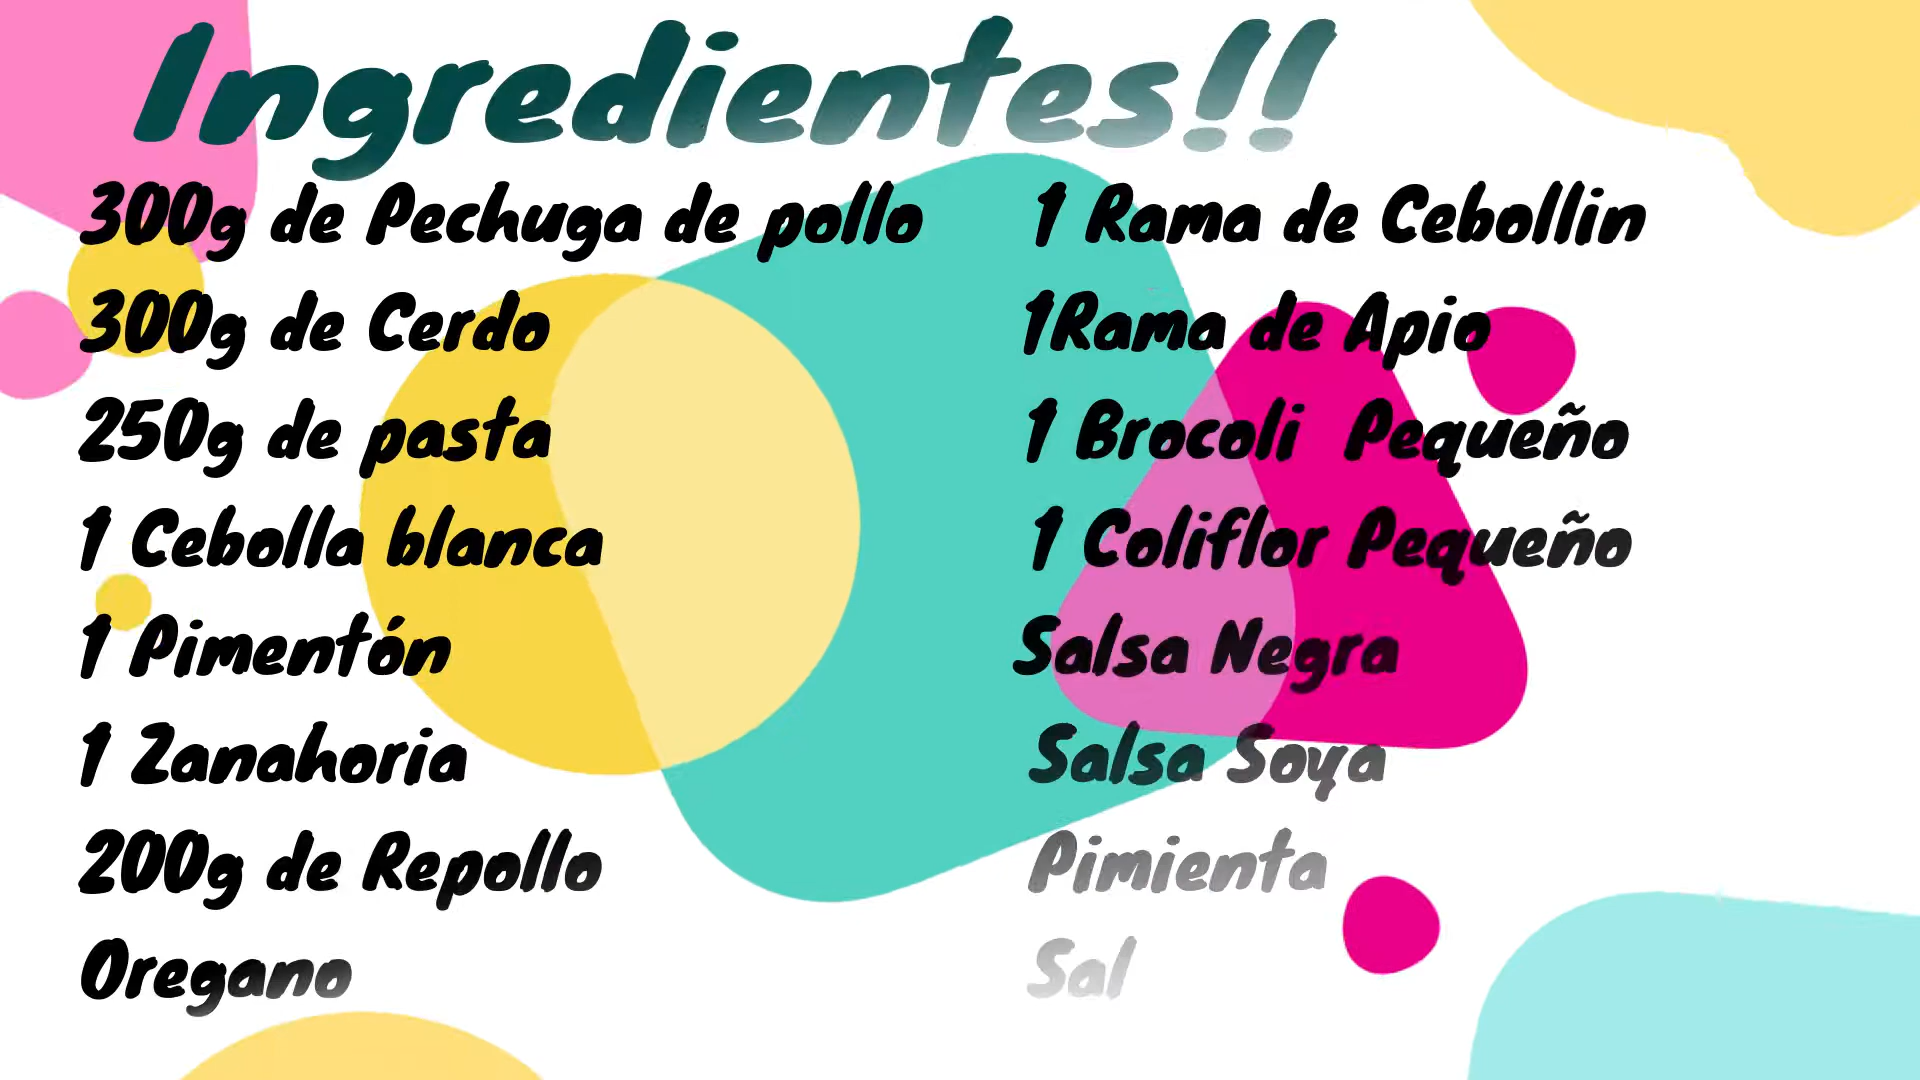 Ingredientes!!
300g de Pechuga de pollo
300g de Cerdo
250g de pasta
1 Cebolla blanca
1 Pimentón
1 Zanahoria
200g de Repollo
Oregano
1 Rama de Cebollin
1Rama de Apio
1 Brocoli  Pequeño
1 Coliflor Pequeño
Salsa Negra
Salsa Soya
Pimienta
Sal